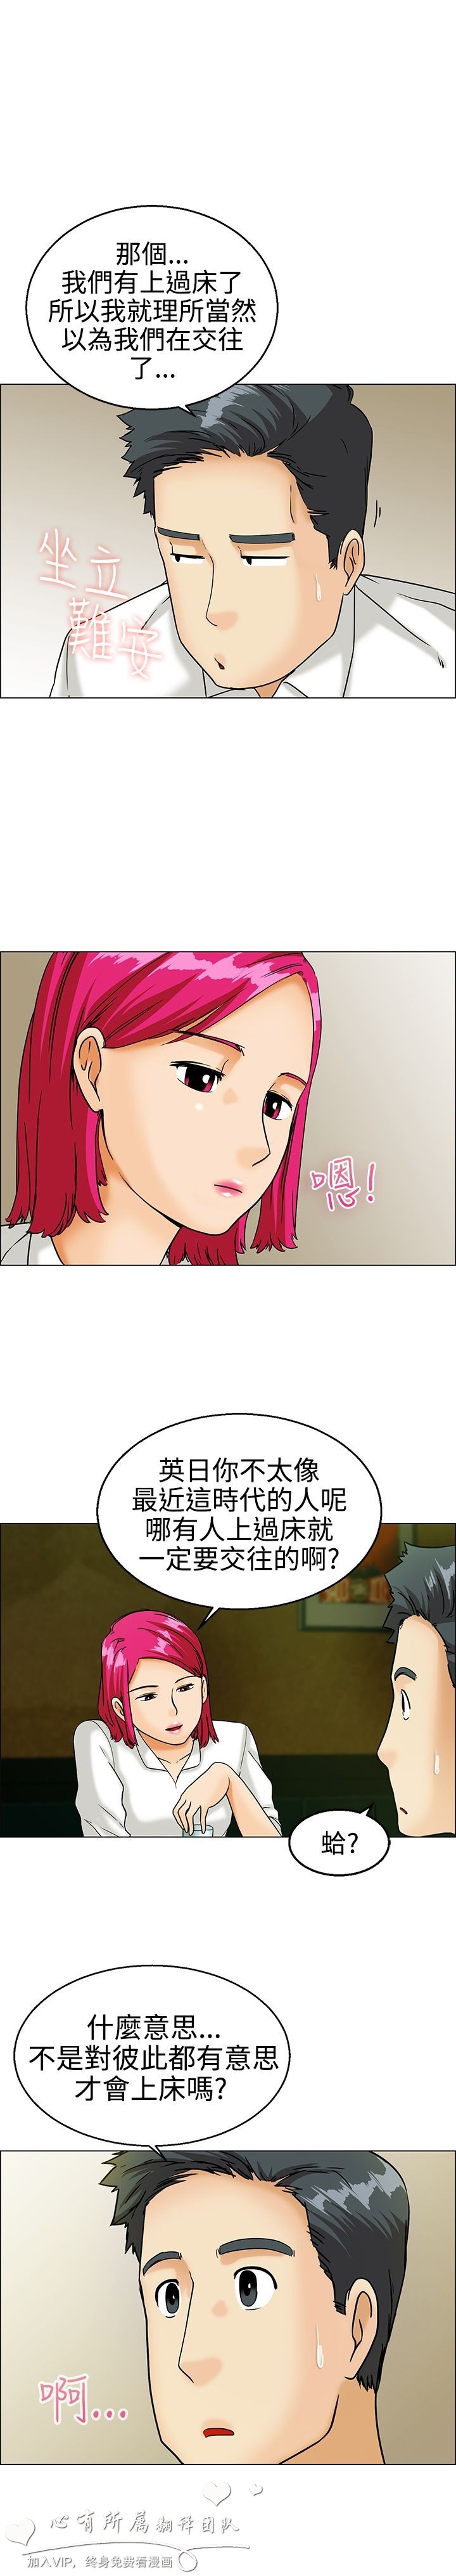 那個...
我們有上過床了
所以我就理所當然
以為我們在交往
了...
坐立
難安
嗯!
英日你不太像
最近這時代的人呢
哪有人上過床就
一定要交往的啊?
蛤?
什麼意思...
不是對彼此都有意思
才會上床嗎?
啊...
心有所属翻译团队
加入VIP，终身免费看漫画